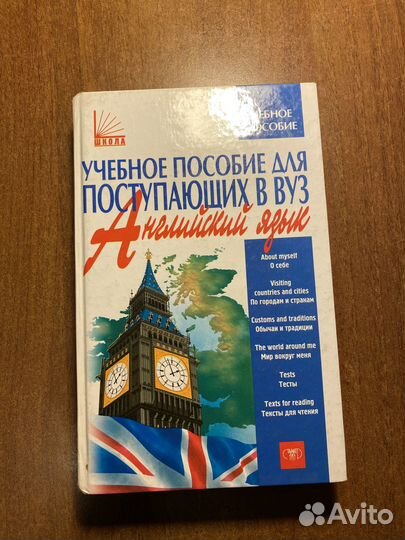 ШКОЛА
УЧЕБНОЕ ПОСОБИЕ ДЛЯ
ПОСТУПАЮЩИХ В ВУЗ
Английский язык
About myself
О себе
Visiting
countries and cities
По городам и странам
Customs and traditions
Обычаи и традиции
The world around me
Мир вокруг меня
Tests
Тесты
Texts for reading
Тексты для чтения
Avito